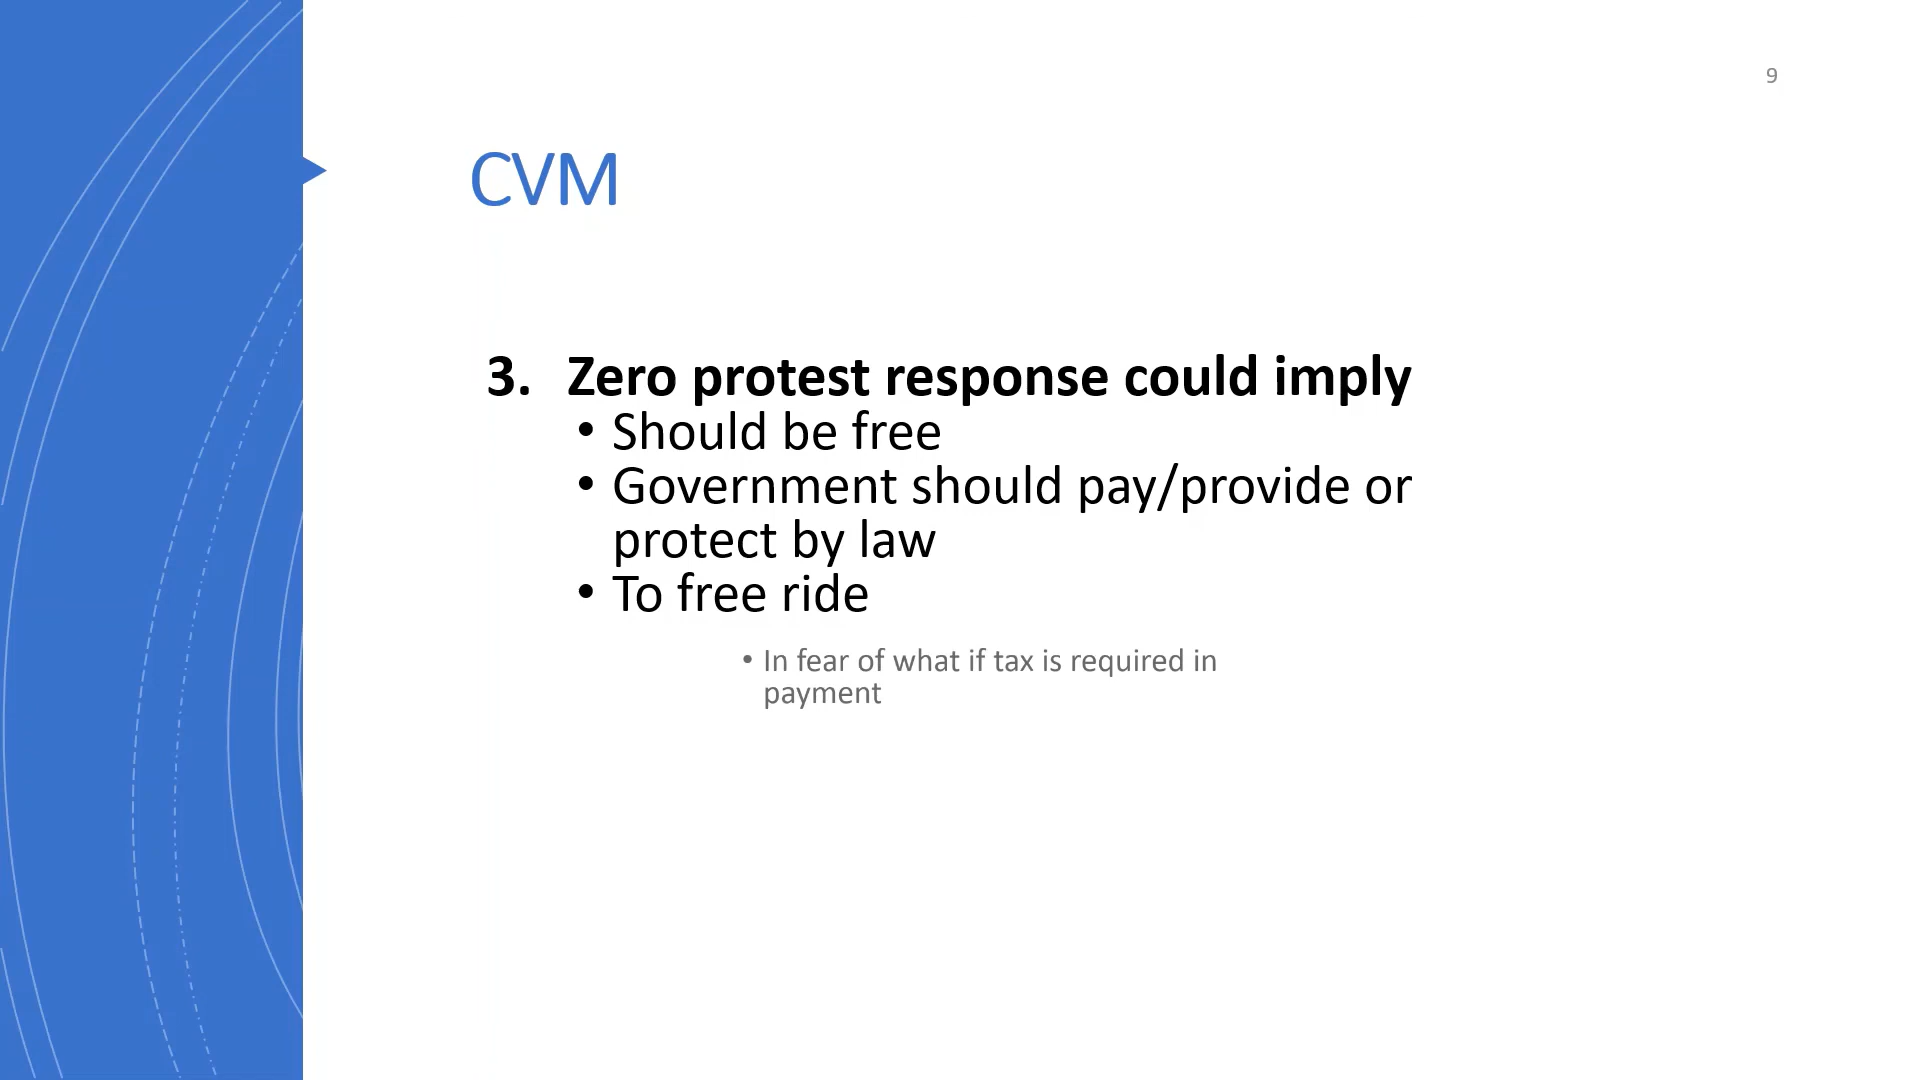 9
CVM
3. Zero protest response could imply
• Should be free
• Government should pay/provide or
protect by law
• To free ride
• In fear of what if tax is required in
payment